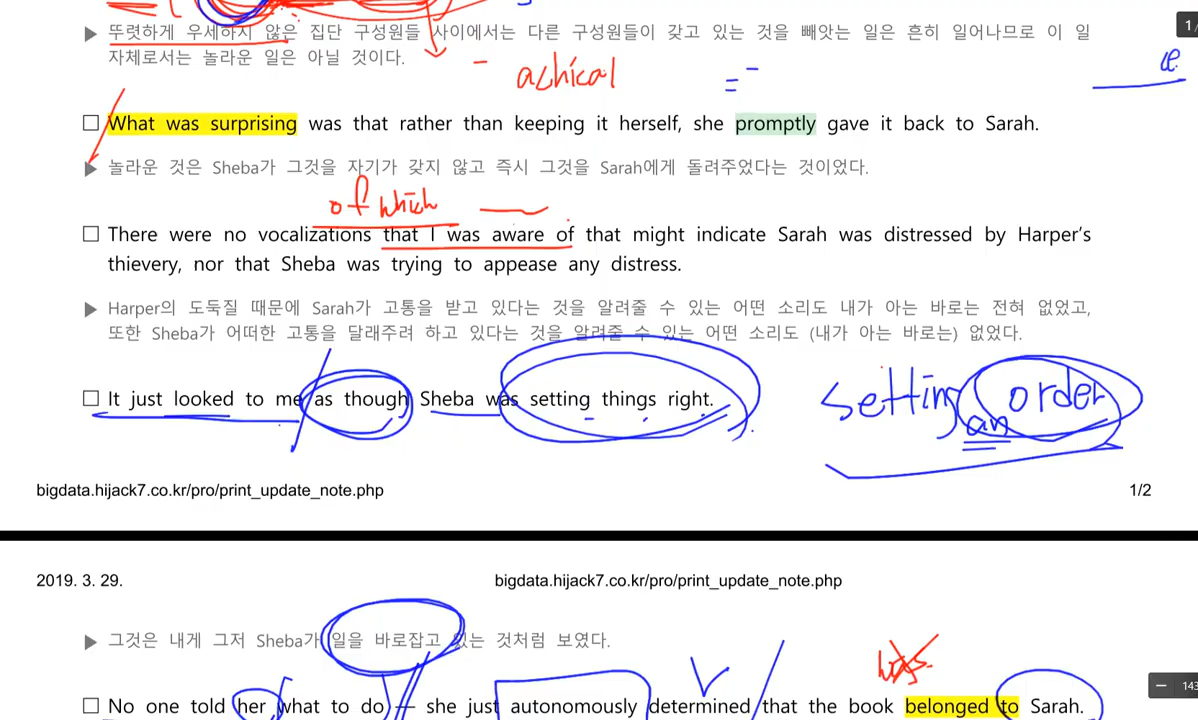 ▶ 뚜렷하게 우세하지 않은 집단 구성원들 사이에서는 다른 구성원들이 갖고 있는 것을 빼앗는 일은 흔히 일어나므로 이 일
자체로서는 놀라운 일은 아닐 것이다.
achical
□ What was surprising was that rather than keeping it herself, she promptly gave it back to Sarah.
▶ 놀라운 것은 Sheba가 그것을 자기가 갖지 않고 즉시 그것을 Sarah에게 돌려주었다는 것이었다.
of which
□ There were no vocalizations that I was aware of that might indicate Sarah was distressed by Harper's
thievery, nor that Sheba was trying to appease any distress.
▶ Harper의 도둑질 때문에 Sarah가 고통을 받고 있다는 것을 알려줄 수 있는 어떤 소리도 내가 아는 바로는 전혀 없었고,
또한 Sheba가 어떠한 고통을 달래주려 하고 있다는 것을 알려줄 수 있는 어떤 소리도 (내가 아는 바로는) 없었다.
□ It just looked to me as though Sheba was setting things right.
setting an order
bigdata.hijack7.co.kr/pro/print_update_note.php 1/2
2019. 3. 29. bigdata.hijack7.co.kr/pro/print_update_note.php
▶ 그것은 내게 그저 Sheba가 일을 바로잡고 있는 것처럼 보였다.
□ No one told her what to do — she just autonomously determined that the book belonged to Sarah.